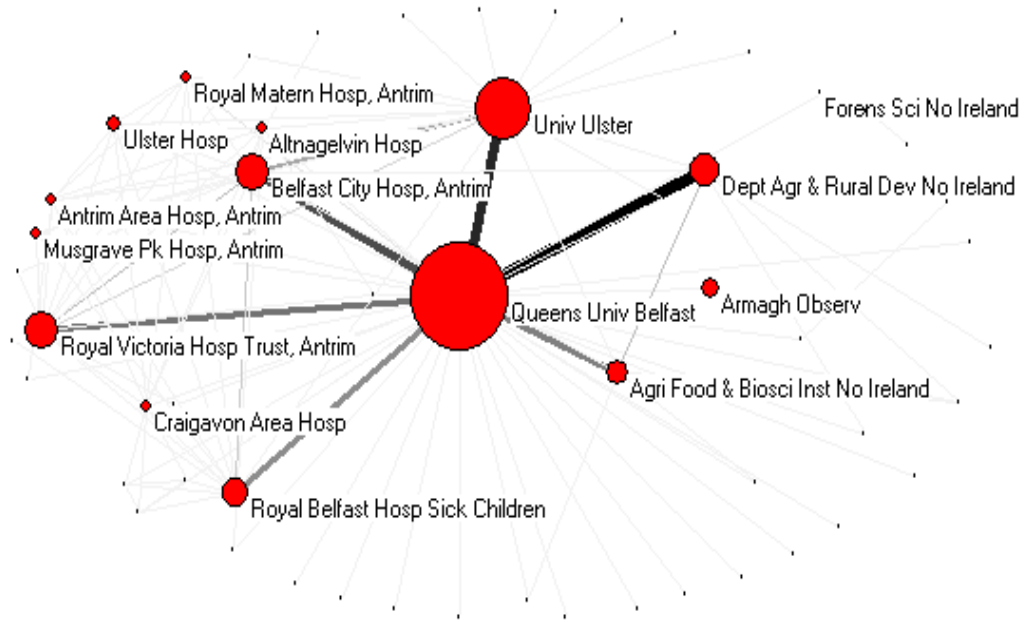 Royal Matern Hosp, Antrim
Forens Sci No Ireland
Univ Ulster
Ulster Hosp
Altnagelvin Hosp
Belfast City Hosp, Antrim
Dept Agr & Rural Dev No Ireland
Antrim Area Hosp, Antrim
Musgrave Pk Hosp, Antrim
Armagh Observ
Queens Univ Belfast
Royal Victoria Hosp Trust, Antrim
Agri Food & Biosci Inst No Ireland
Craigavon Area Hosp
Royal Belfast Hosp Sick Children